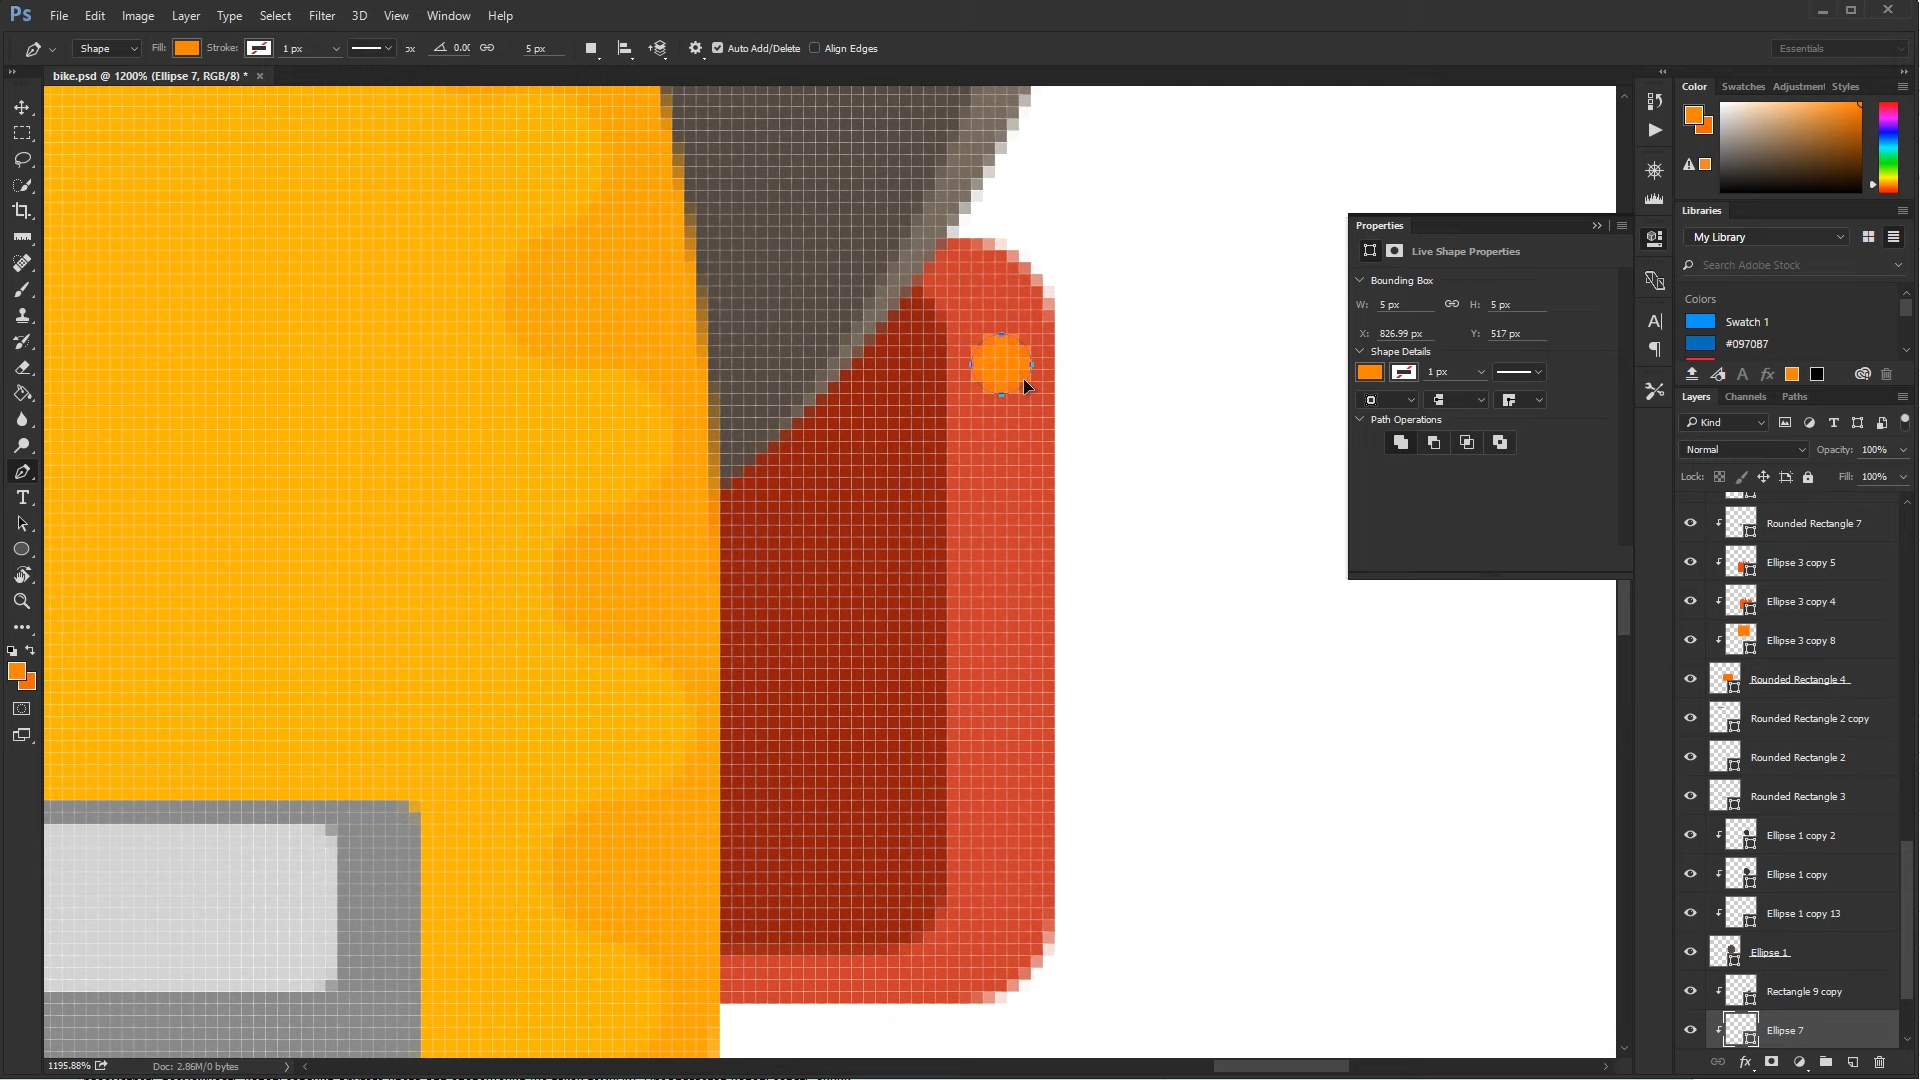 Ps File Edit Image Layer Type Select Filter 3D View Window Help
Shape Fill: Stroke: 1 px 0.0( 5 px Auto Add/Delete Align Edges Essentials
bike.psd @ 1200% (Ellipse 7, RGB/8) *
Color Swatches Adjustment Styles
Libraries
My Library
Search Adobe Stock
Colors
Swatch 1
#0970B7
Properties
Live Shape Properties
Bounding Box
W: 5 px H: 5 px
X: 826.99 px Y: 517 px
Shape Details
1 px
Path Operations
Layers Channels Paths
Kind
Normal Opacity: 100%
Lock: Fill: 100%
Rounded Rectangle 7
Ellipse 3 copy 5
Ellipse 3 copy 4
Ellipse 3 copy 8
Rounded Rectangle 4
Rounded Rectangle 2 copy
Rounded Rectangle 2
Rounded Rectangle 3
Ellipse 1 copy 2
Ellipse 1 copy
Ellipse 1 copy 13
Ellipse 1
Rectangle 9 copy
Ellipse 7
1195.88% Doc: 2.86M/0 bytes